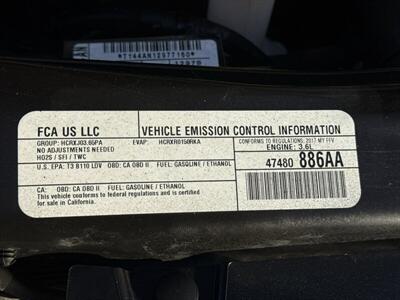 *T144AN12977160*
FCA US LLC
VEHICLE EMISSION CONTROL INFORMATION
GROUP: HCRXJ03.65PA EVAP: HCRXR0150RKA
CONFORMS TO REGULATIONS: 2017 MY FFV
NO ADJUSTMENTS NEEDED
ENGINE: 3.6L
HO2S / SFI / TWC
U.S. EPA: T3 B110 LDV OBD: CA OBD II FUEL: GASOLINE / ETHANOL
47480 886AA
CA: OBD: CA OBD II FUEL: GASOLINE / ETHANOL
This vehicle conforms to federal regulations and is certified
for sale in California.